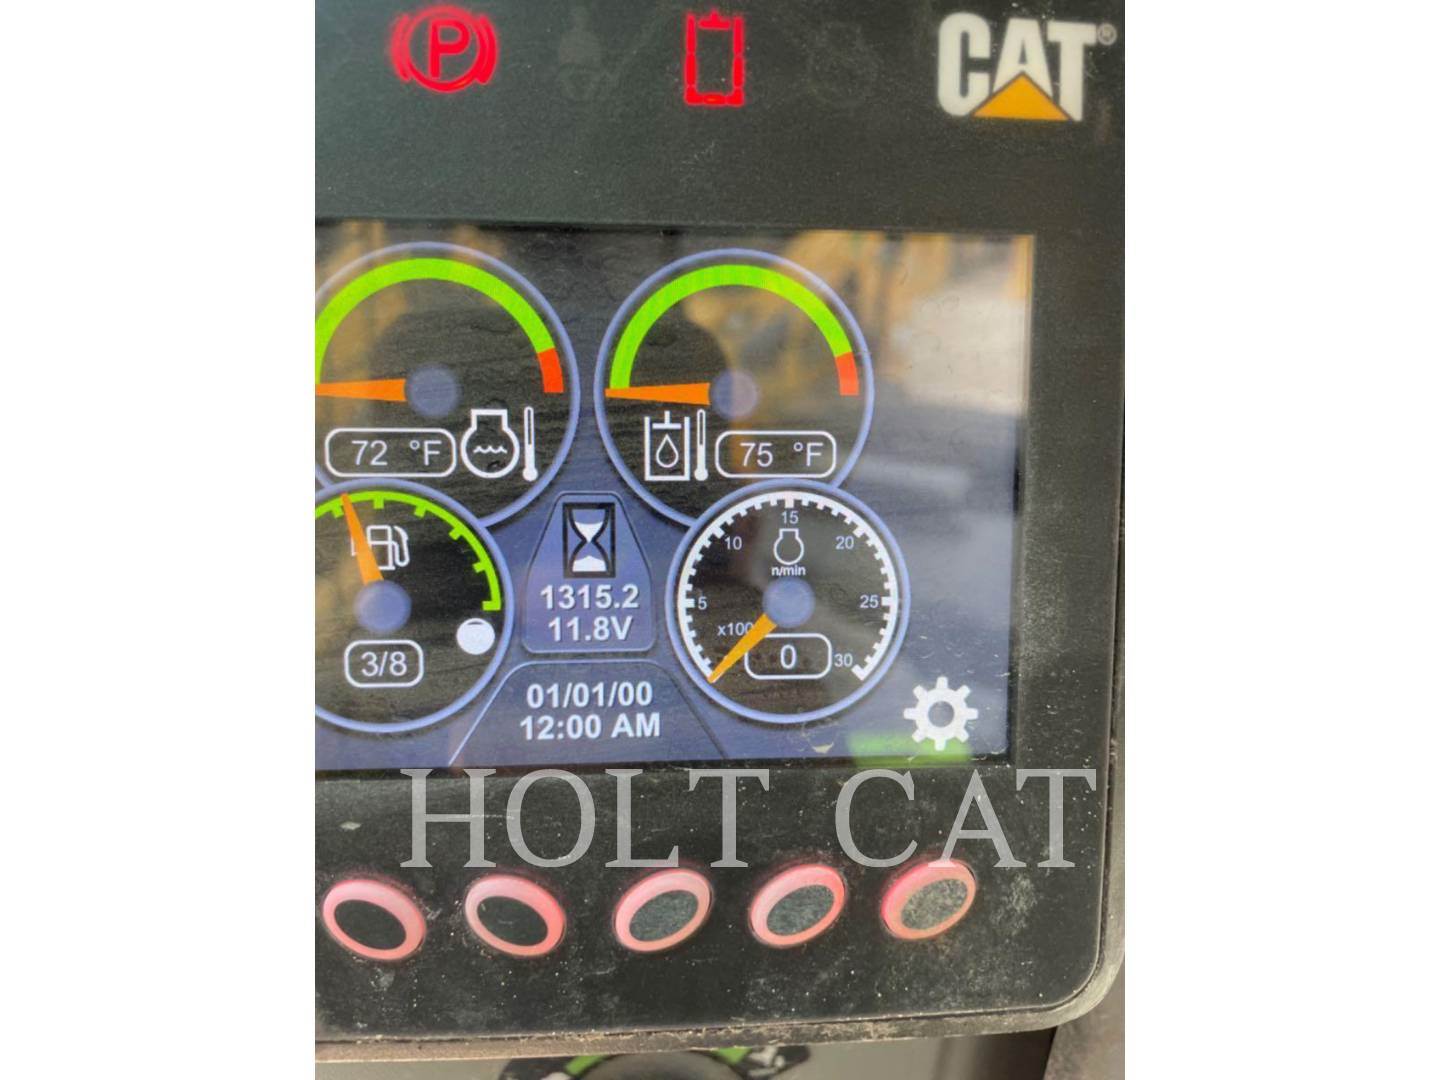 P
CAT®
72 °F
75 °F
3/8
1315.2
11.8V
01/01/00
12:00 AM
5
10
15
20
25
30
n/min
x100
0
HOLT CAT